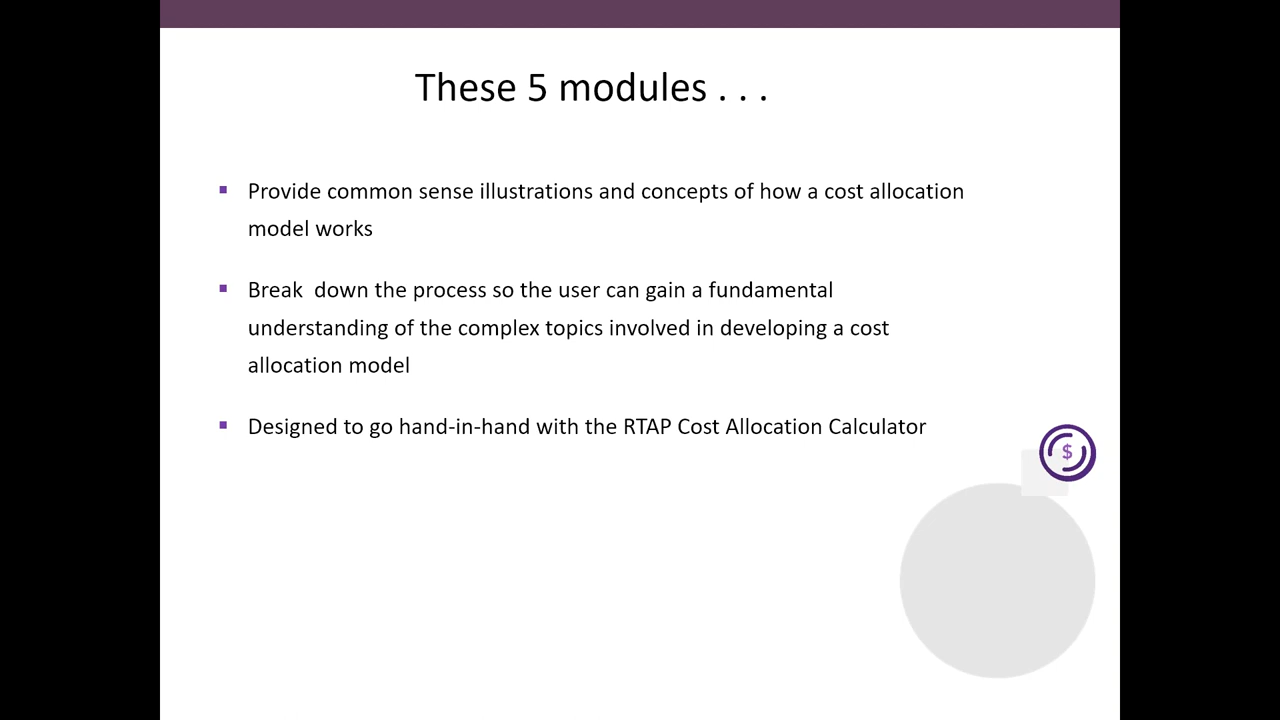 These 5 modules . . .
▪ Provide common sense illustrations and concepts of how a cost allocation
model works
▪ Break  down the process so the user can gain a fundamental
understanding of the complex topics involved in developing a cost
allocation model
▪ Designed to go hand-in-hand with the RTAP Cost Allocation Calculator
$